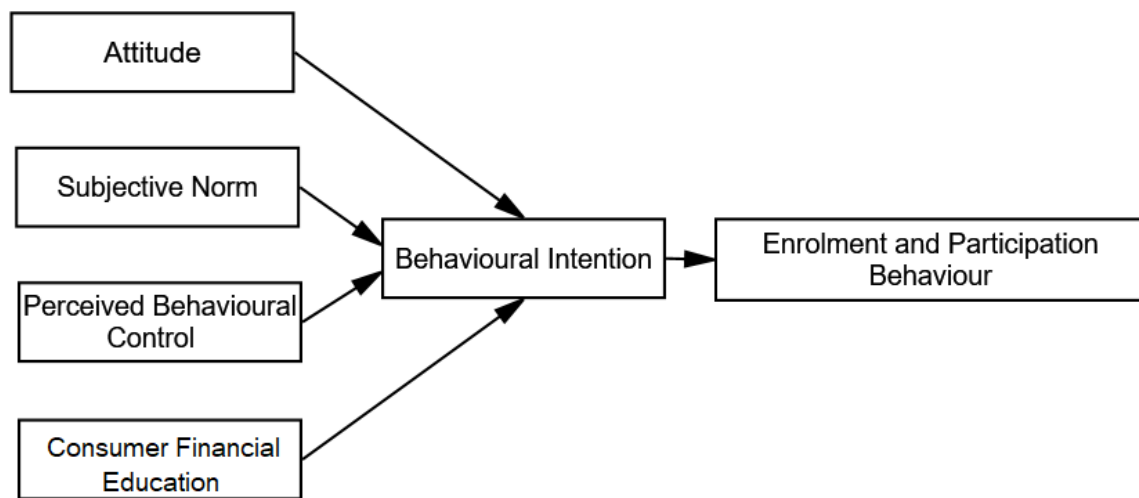 Attitude
Subjective Norm
Perceived Behavioural
Control
Consumer Financial
Education
Behavioural Intention
Enrolment and Participation
Behaviour